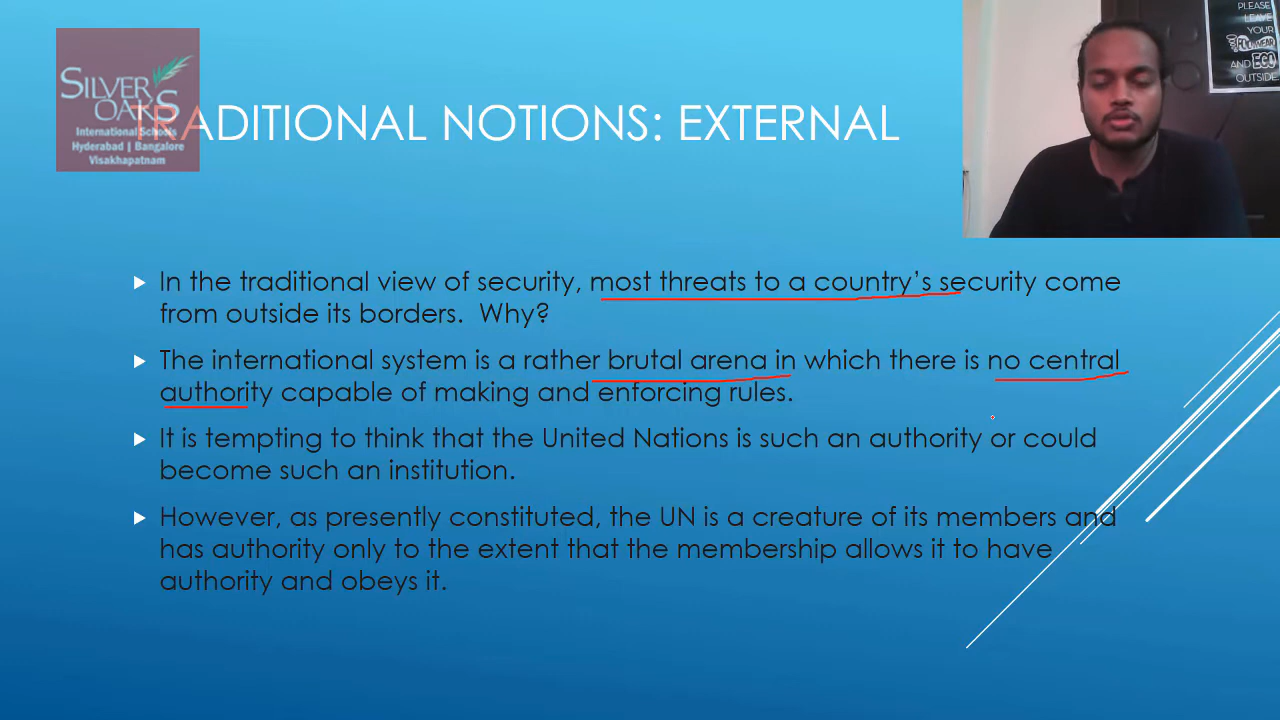 SILVER
OAKS
International Schools
Hyderabad | Bangalore
Visakhapatnam
TRADITIONAL NOTIONS: EXTERNAL
PLEASE
LEAVE
YOUR
FOOTWEAR
AND EGO
OUTSIDE.
In the traditional view of security, most threats to a country’s security come
from outside its borders. Why?
The international system is a rather brutal arena in which there is no central
authority capable of making and enforcing rules.
It is tempting to think that the United Nations is such an authority or could
become such an institution.
However, as presently constituted, the UN is a creature of its members and
has authority only to the extent that the membership allows it to have
authority and obeys it.